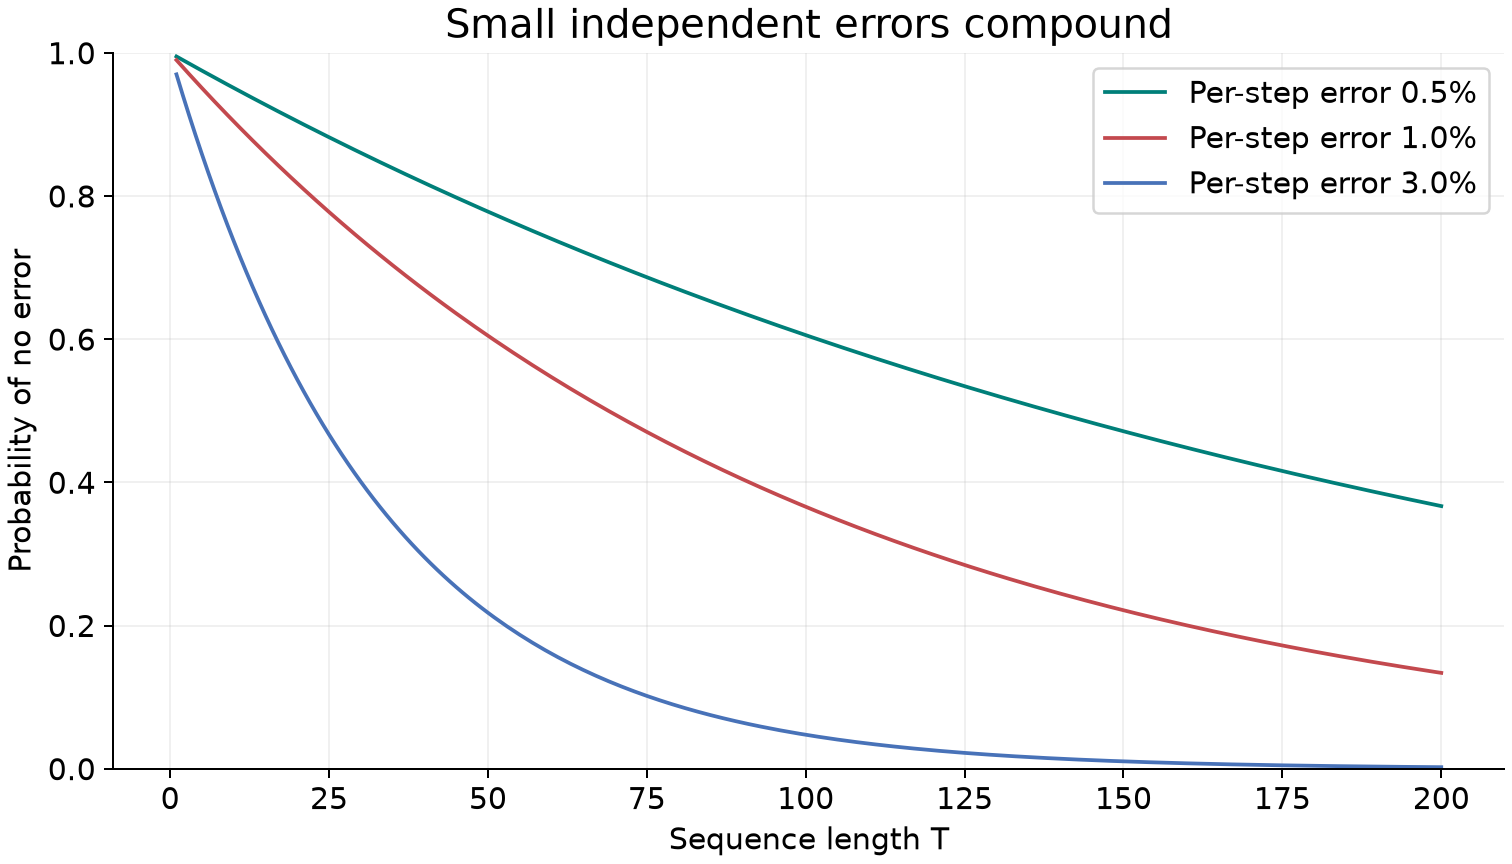 Small independent errors compound
Per-step error 0.5%
Per-step error 1.0%
Per-step error 3.0%
Probability of no error
1.0
0.8
0.6
0.4
0.2
0.0
0 25 50 75 100 125 150 175 200
Sequence length T